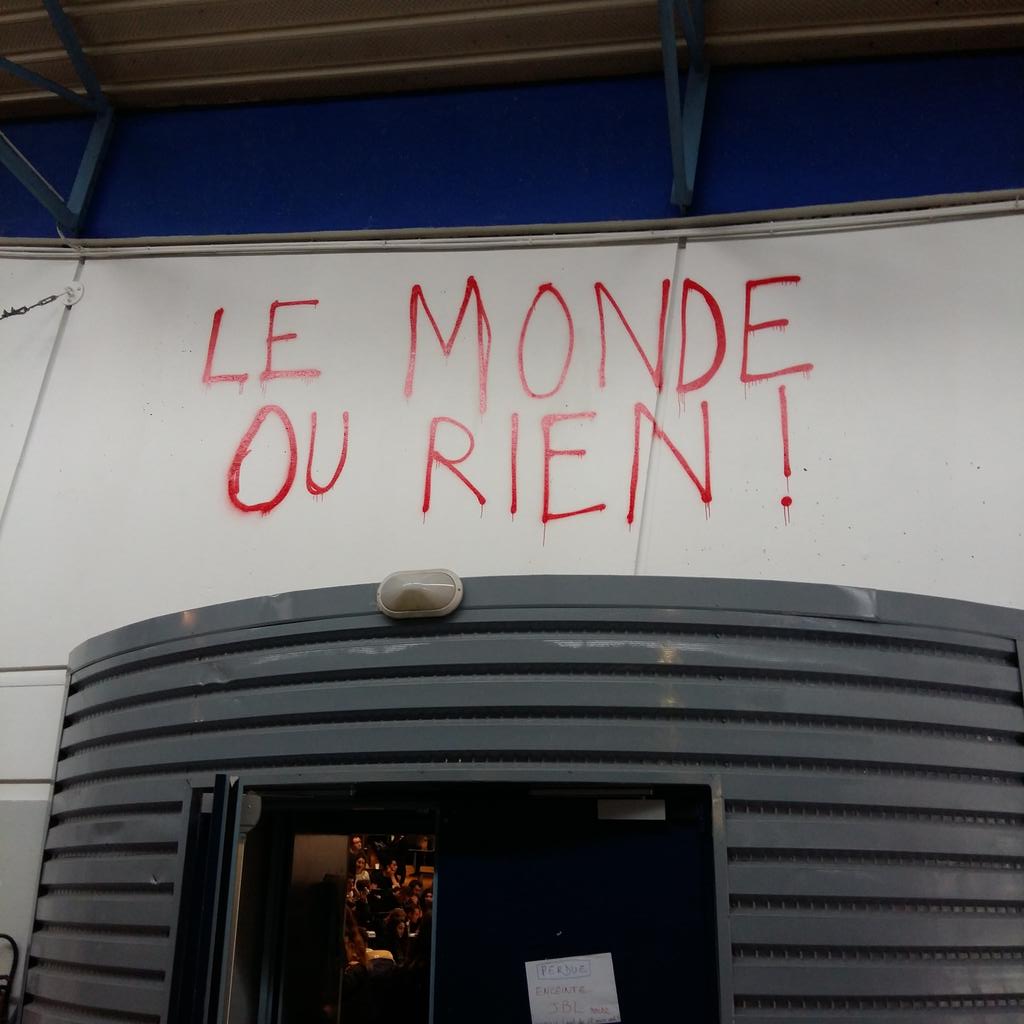 LE MONDE
OU RIEN !
PERDUE
ENCEINTE
JBL